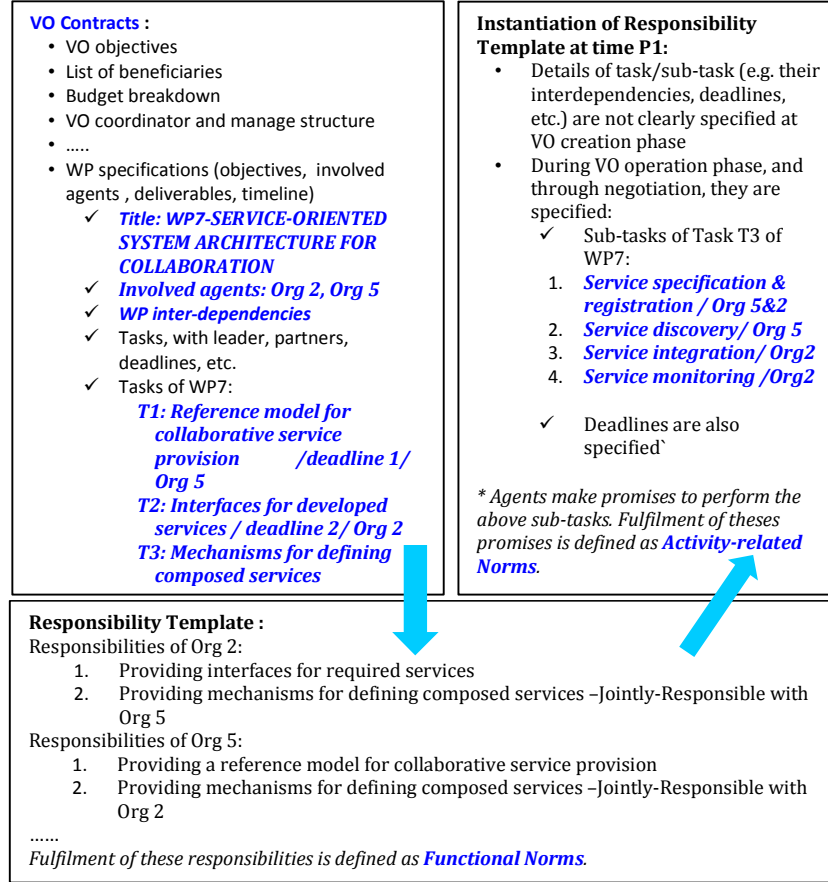 VO Contracts :
• VO objectives
• List of beneficiaries
• Budget breakdown
• VO coordinator and manage structure
• .....
• WP specifications (objectives, involved
agents , deliverables, timeline)
✓ Title: WP7-SERVICE-ORIENTED
SYSTEM ARCHITECTURE FOR
COLLABORATION
✓ Involved agents: Org 2, Org 5
✓ WP inter-dependencies
✓ Tasks, with leader, partners,
deadlines, etc.
✓ Tasks of WP7:
T1: Reference model for
collaborative service
provision /deadline 1/
Org 5
T2: Interfaces for developed
services / deadline 2/ Org 2
T3: Mechanisms for defining
composed services
Instantiation of Responsibility
Template at time P1:
• Details of task/sub-task (e.g. their
interdependencies, deadlines,
etc.) are not clearly specified at
VO creation phase
• During VO operation phase, and
through negotiation, they are
specified:
✓ Sub-tasks of Task T3 of
WP7:
1. Service specification &
registration / Org 5&2
2. Service discovery/ Org 5
3. Service integration/ Org2
4. Service monitoring /Org2
✓ Deadlines are also
specified`
* Agents make promises to perform the
above sub-tasks. Fulfilment of theses
promises is defined as Activity-related
Norms.
Responsibility Template :
Responsibilities of Org 2:
1. Providing interfaces for required services
2. Providing mechanisms for defining composed services –Jointly-Responsible with
Org 5
Responsibilities of Org 5:
1. Providing a reference model for collaborative service provision
2. Providing mechanisms for defining composed services –Jointly-Responsible with
Org 2
......
Fulfilment of these responsibilities is defined as Functional Norms.